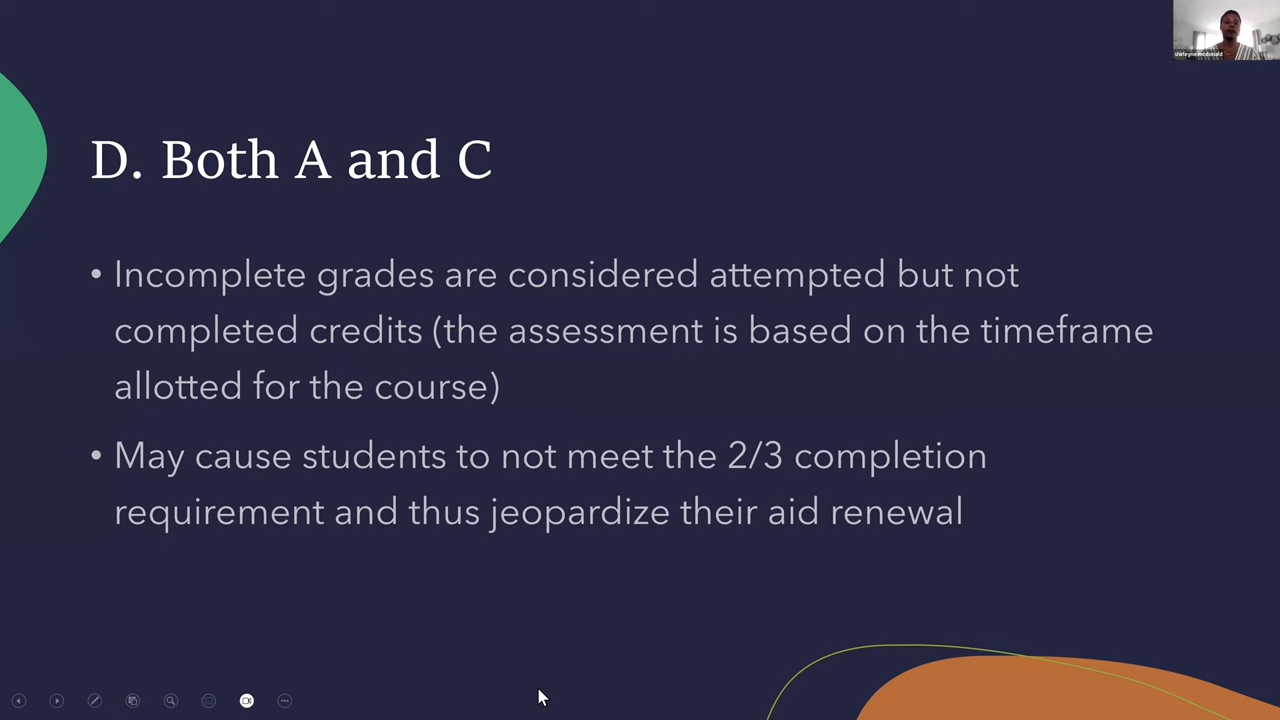 shirleyne mcdonald
D. Both A and C
• Incomplete grades are considered attempted but not
completed credits (the assessment is based on the timeframe
allotted for the course)
• May cause students to not meet the 2/3 completion
requirement and thus jeopardize their aid renewal